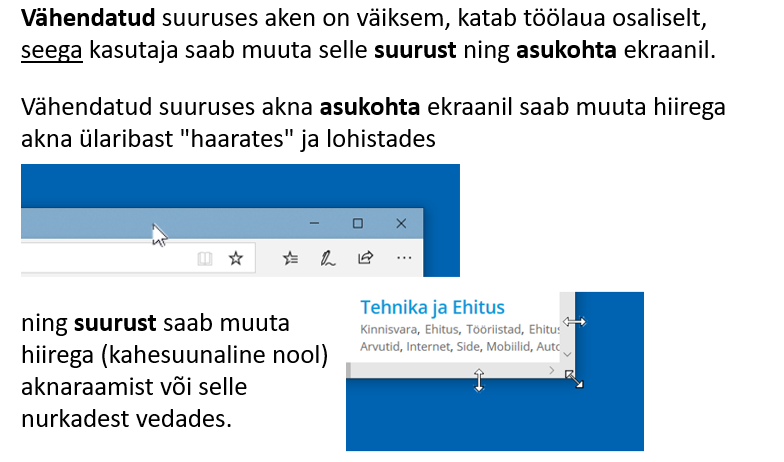 Vähendatud suuruses aken on väiksem, katab töölaua osaliselt,
seega kasutaja saab muuta selle suurust ning asukohta ekraanil.
Vähendatud suuruses akna asukohta ekraanil saab muuta hiirega
akna ülaribast "haarates" ja lohistades
ning suurust saab muuta
hiirega (kahesuunaline nool)
aknaraamist või selle
nurkadest vedades.
Tehnika ja Ehitus
Kinnisvara, Ehitus, Tööriistad, Ehitus
Arvutid, Internet, Side, Mobiilid, Auto